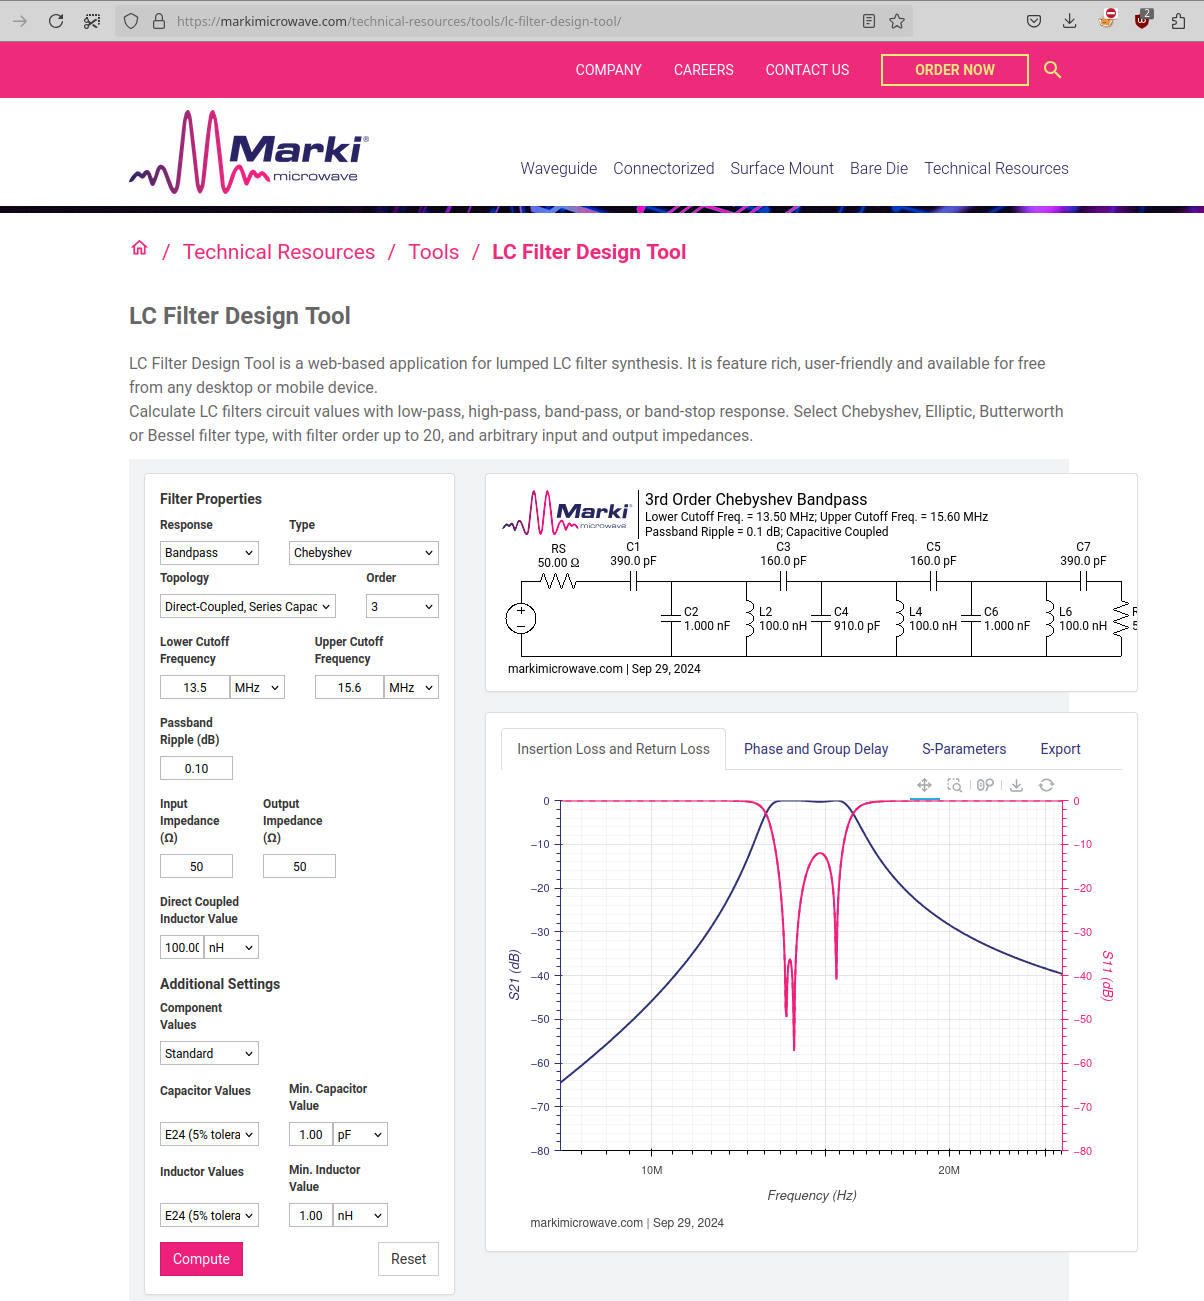 https://markimicrowave.com/technical-resources/tools/lc-filter-design-tool/
2
COMPANY CAREERS CONTACT US ORDER NOW
Marki®
microwave
Waveguide Connectorized Surface Mount Bare Die Technical Resources
/ Technical Resources / Tools / LC Filter Design Tool
LC Filter Design Tool
LC Filter Design Tool is a web-based application for lumped LC filter synthesis. It is feature rich, user-friendly and available for free
from any desktop or mobile device.
Calculate LC filters circuit values with low-pass, high-pass, band-pass, or band-stop response. Select Chebyshev, Elliptic, Butterworth
or Bessel filter type, with filter order up to 20, and arbitrary input and output impedances.
Filter Properties
Response Type
Bandpass Chebyshev
Topology Order
Direct-Coupled, Series Capac 3
Lower Cutoff
Frequency
Upper Cutoff
Frequency
13.5 MHz 15.6 MHz
Passband
Ripple (dB)
0.10
Input
Impedance
(Ω)
Output
Impedance
(Ω)
50 50
Direct Coupled
Inductor Value
100.00 nH
Additional Settings
Component
Values
Standard
Capacitor Values
Min. Capacitor
Value
E24 (5% tolera 1.00 pF
Inductor Values
Min. Inductor
Value
E24 (5% tolera 1.00 nH
Compute Reset
Marki
microwave
3rd Order Chebyshev Bandpass
Lower Cutoff Freq. = 13.50 MHz; Upper Cutoff Freq. = 15.60 MHz
Passband Ripple = 0.1 dB; Capacitive Coupled
RS
50.00 Ω
C1
390.0 pF
C3
160.0 pF
C5
160.0 pF
C7
390.0 pF
C2
1.000 nF
L2
100.0 nH
C4
910.0 pF
L4
100.0 nH
C6
1.000 nF
L6
100.0 nH
R
5
markimicrowave.com | Sep 29, 2024
Insertion Loss and Return Loss Phase and Group Delay S-Parameters Export
0 0
−10 −10
−20 −20
−30 −30
−40 −40
−50 −50
−60 −60
−70 −70
−80 −80
S21 (dB)
S11 (dB)
10M 20M
Frequency (Hz)
markimicrowave.com | Sep 29, 2024